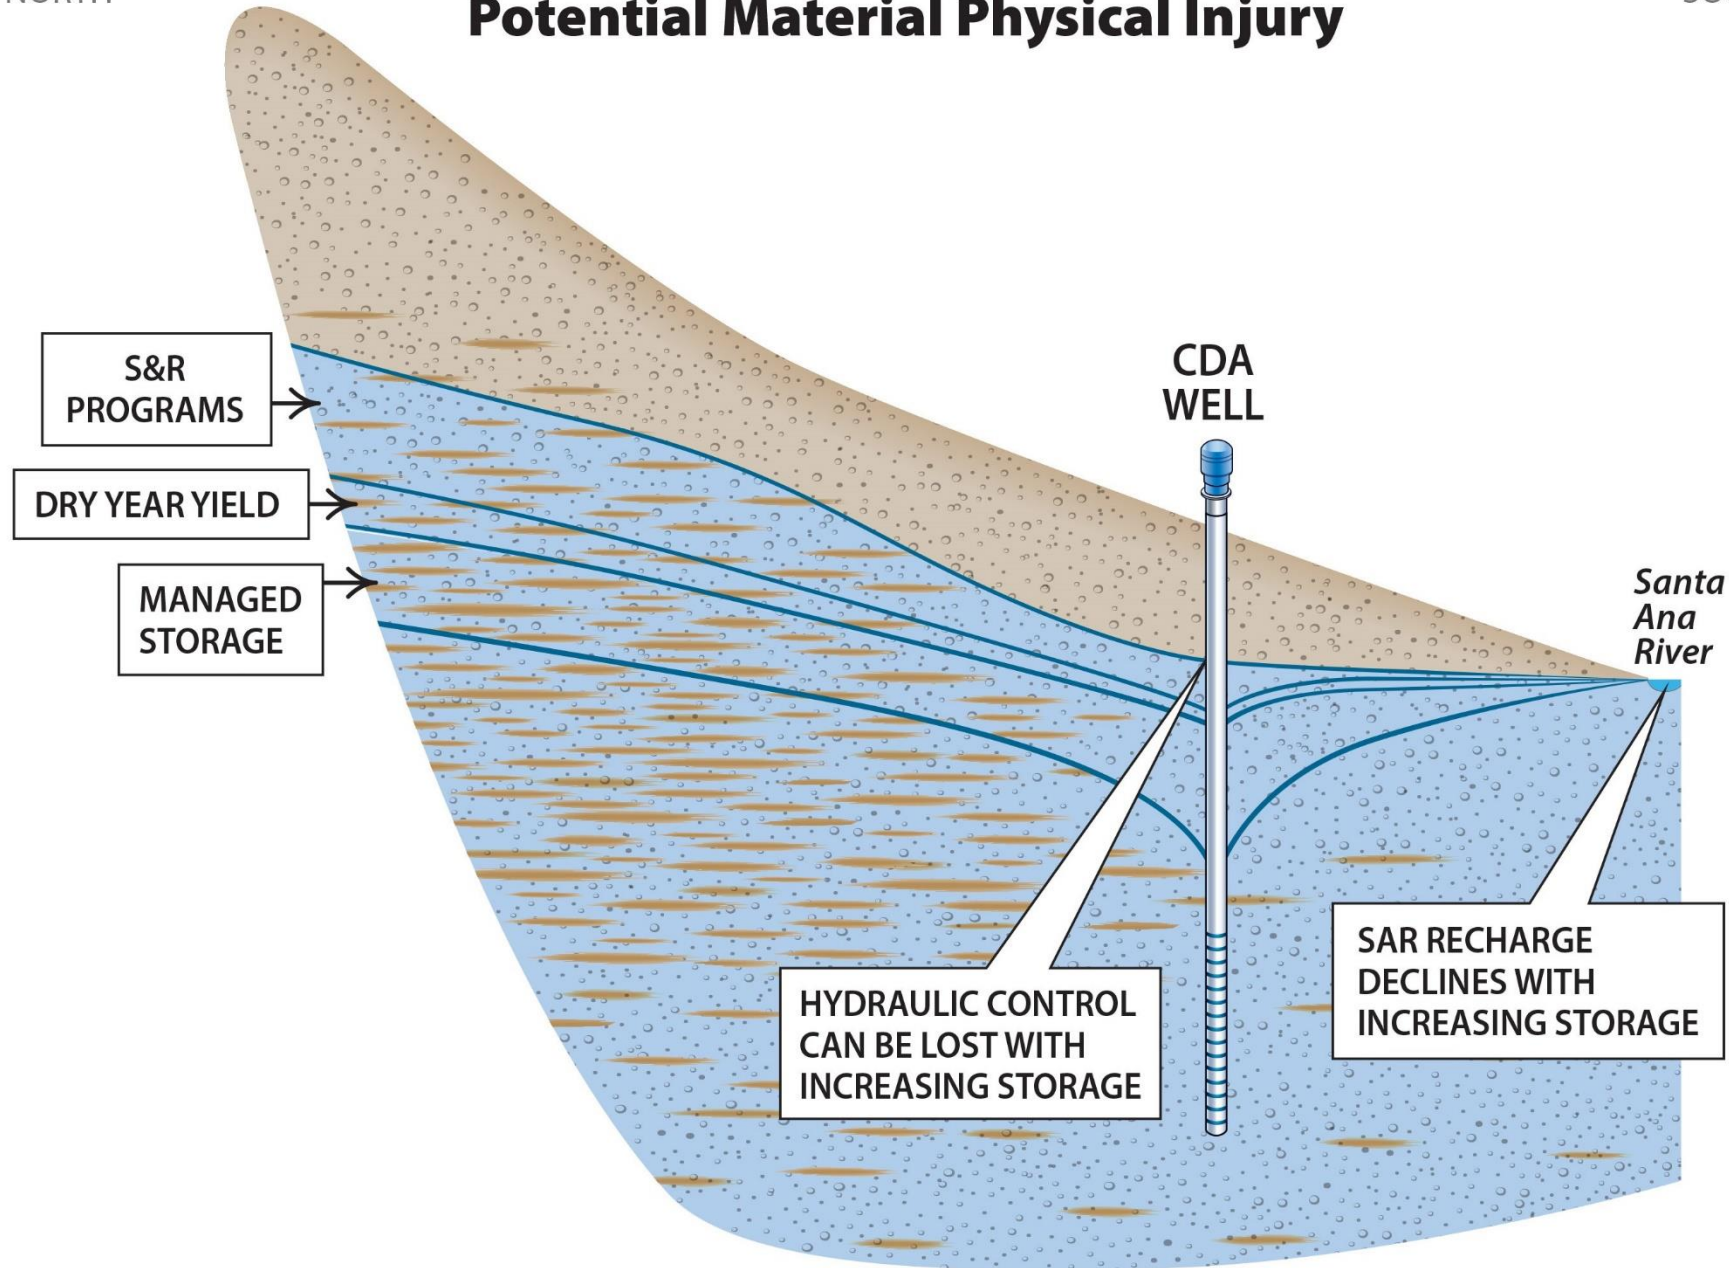 NORTH
Potential Material Physical Injury
S&R
PROGRAMS
DRY YEAR YIELD
MANAGED
STORAGE
CDA
WELL
Santa
Ana
River
HYDRAULIC CONTROL
CAN BE LOST WITH
INCREASING STORAGE
SAR RECHARGE
DECLINES WITH
INCREASING STORAGE